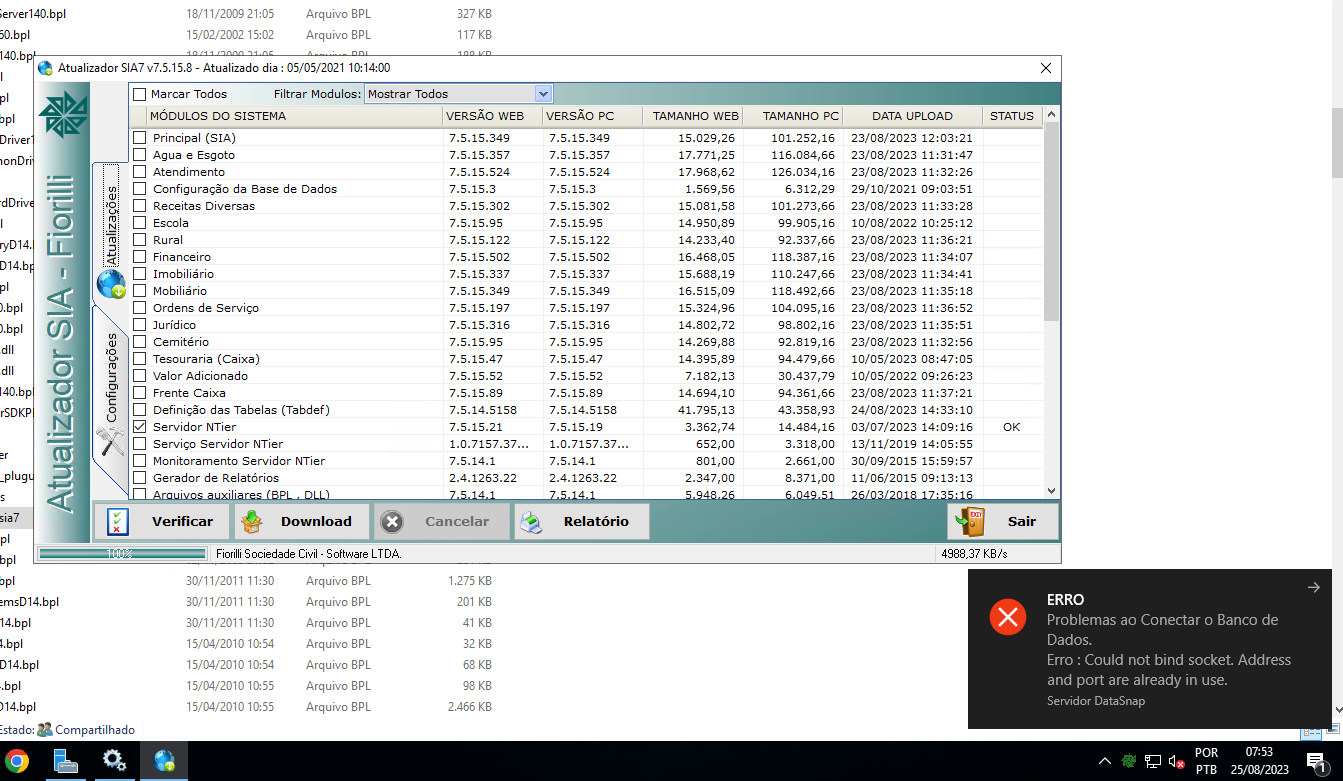 Server140.bpl 18/11/2009 21:05 Arquivo BPL 327 KB
60.bpl 15/02/2002 15:02 Arquivo BPL 117 KB
140.bpl 18/11/2009 21:05 Arquivo BPL 188 KB
Atualizador SIA7 v7.5.15.8 - Atualizado dia : 05/05/2021 10:14:00
Marcar Todos Filtrar Modulos: Mostrar Todos
MÓDULOS DO SISTEMA VERSÃO WEB VERSÃO PC TAMANHO WEB TAMANHO PC DATA UPLOAD STATUS
Principal (SIA) 7.5.15.349 7.5.15.349 15.029,26 101.252,16 23/08/2023 12:03:21
Agua e Esgoto 7.5.15.357 7.5.15.357 17.771,25 116.084,66 23/08/2023 11:31:47
Atendimento 7.5.15.524 7.5.15.524 17.968,62 126.034,16 23/08/2023 11:32:26
Configuração da Base de Dados 7.5.15.3 7.5.15.3 1.569,56 6.312,29 29/10/2021 09:03:51
Receitas Diversas 7.5.15.302 7.5.15.302 15.081,58 101.273,66 23/08/2023 11:33:28
Escola 7.5.15.95 7.5.15.95 14.950,89 99.905,16 10/08/2022 10:25:12
Rural 7.5.15.122 7.5.15.122 14.233,40 92.337,66 23/08/2023 11:36:21
Financeiro 7.5.15.502 7.5.15.502 16.468,05 118.387,16 23/08/2023 11:34:07
Imobiliário 7.5.15.337 7.5.15.337 15.688,19 110.247,66 23/08/2023 11:34:41
Mobiliário 7.5.15.349 7.5.15.349 16.515,09 118.492,66 23/08/2023 11:35:18
Ordens de Serviço 7.5.15.197 7.5.15.197 15.324,96 104.095,16 23/08/2023 11:36:52
Jurídico 7.5.15.316 7.5.15.316 14.802,72 98.802,16 23/08/2023 11:35:51
Cemitério 7.5.15.95 7.5.15.95 14.269,88 92.819,16 23/08/2023 11:32:56
Tesouraria (Caixa) 7.5.15.47 7.5.15.47 14.395,89 94.479,66 10/05/2023 08:47:05
Valor Adicionado 7.5.15.52 7.5.15.52 7.182,13 30.437,79 10/05/2022 09:26:23
Frente Caixa 7.5.15.89 7.5.15.89 14.694,10 94.361,66 23/08/2023 11:37:21
Definição das Tabelas (Tabdef) 7.5.14.5158 7.5.14.5158 41.795,13 43.358,93 24/08/2023 14:33:10
Servidor NTier 7.5.15.21 7.5.15.19 3.362,74 14.484,16 03/07/2023 14:09:16 OK
Serviço Servidor NTier 1.0.7157.37... 1.0.7157.37... 652,00 3.318,00 13/11/2019 14:05:55
Monitoramento Servidor NTier 7.5.14.1 7.5.14.1 801,00 2.661,00 30/09/2015 15:59:57
Gerador de Relatórios 2.4.1263.22 2.4.1263.22 2.347,00 8.371,00 11/06/2015 09:13:13
Arquivos auxiliares (BPL , DLL) 7.5.14.1 7.5.14.1 5.948,26 6.049,51 26/03/2018 17:35:16
Atualizador SIA - Fiorilli
Atualizações
Configurações
Verificar Download Cancelar Relatório Sair
100% Fiorilli Sociedade Civil - Software LTDA. 4988,37 KB/s
bpl 30/11/2011 11:30 Arquivo BPL 1.275 KB
emsD14.bpl 30/11/2011 11:30 Arquivo BPL 201 KB
14.bpl 30/11/2011 11:30 Arquivo BPL 41 KB
4.bpl 15/04/2010 10:54 Arquivo BPL 32 KB
D14.bpl 15/04/2010 10:54 Arquivo BPL 68 KB
4.bpl 15/04/2010 10:55 Arquivo BPL 98 KB
D14.bpl 15/04/2010 10:55 Arquivo BPL 2.466 KB
Estado: Compartilhado
ERRO
Problemas ao Conectar o Banco de
Dados.
Erro : Could not bind socket. Address
and port are already in use.
Servidor DataSnap
POR
PTB
07:53
25/08/2023
1